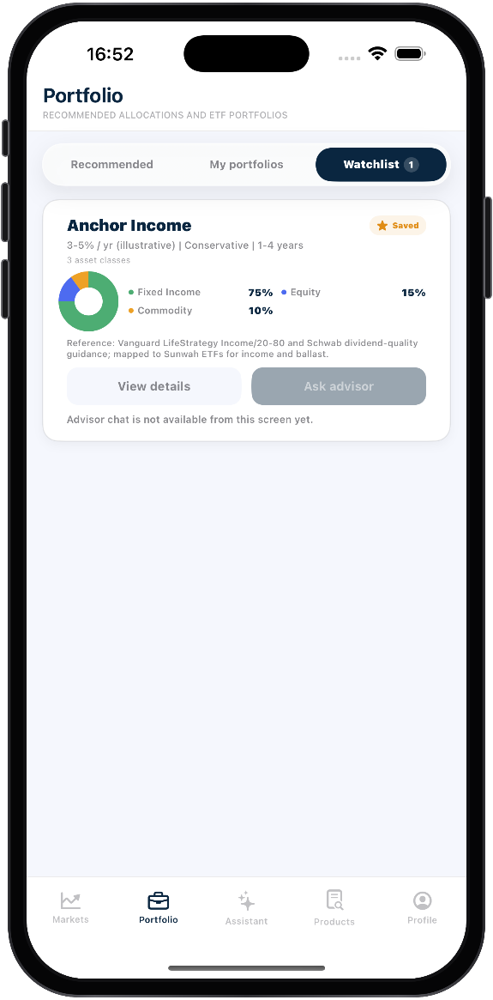 16:52
Portfolio
RECOMMENDED ALLOCATIONS AND ETF PORTFOLIOS
Recommended My portfolios Watchlist 1
Anchor Income Saved
3-5% / yr (illustrative) | Conservative | 1-4 years
3 asset classes
Fixed Income 75% Equity 15%
Commodity 10%
Reference: Vanguard LifeStrategy Income/20-80 and Schwab dividend-quality
guidance; mapped to Sunwah ETFs for income and ballast.
View details Ask advisor
Advisor chat is not available from this screen yet.
Markets Portfolio Assistant Products Profile